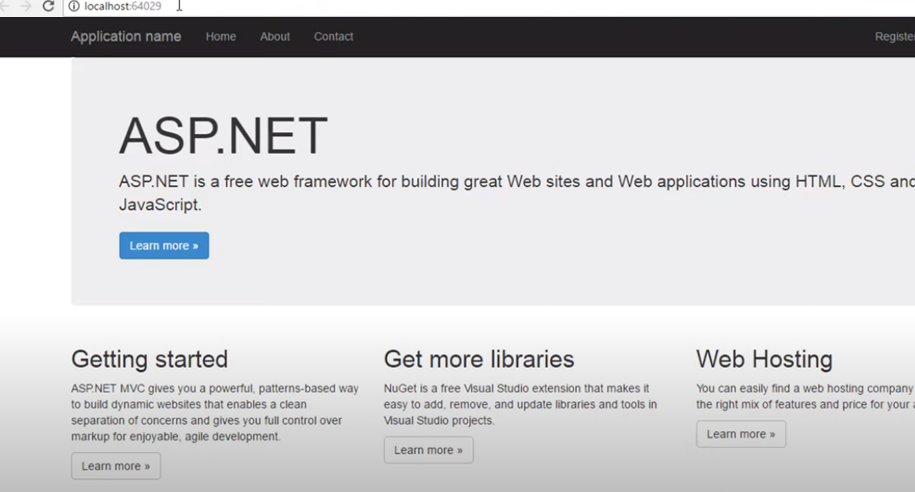 localhost:64029
Application name Home About Contact
ASP.NET
ASP.NET is a free web framework for building great Web sites and Web applications using HTML, CSS and
JavaScript.
Learn more »
Getting started
ASP.NET MVC gives you a powerful, patterns-based way
to build dynamic websites that enables a clean
separation of concerns and gives you full control over
markup for enjoyable, agile development.
Learn more »
Get more libraries
NuGet is a free Visual Studio extension that makes it
easy to add, remove, and update libraries and tools in
Visual Studio projects.
Learn more »
Web Hosting
You can easily find a web hosting company
the right mix of features and price for your
Learn more »